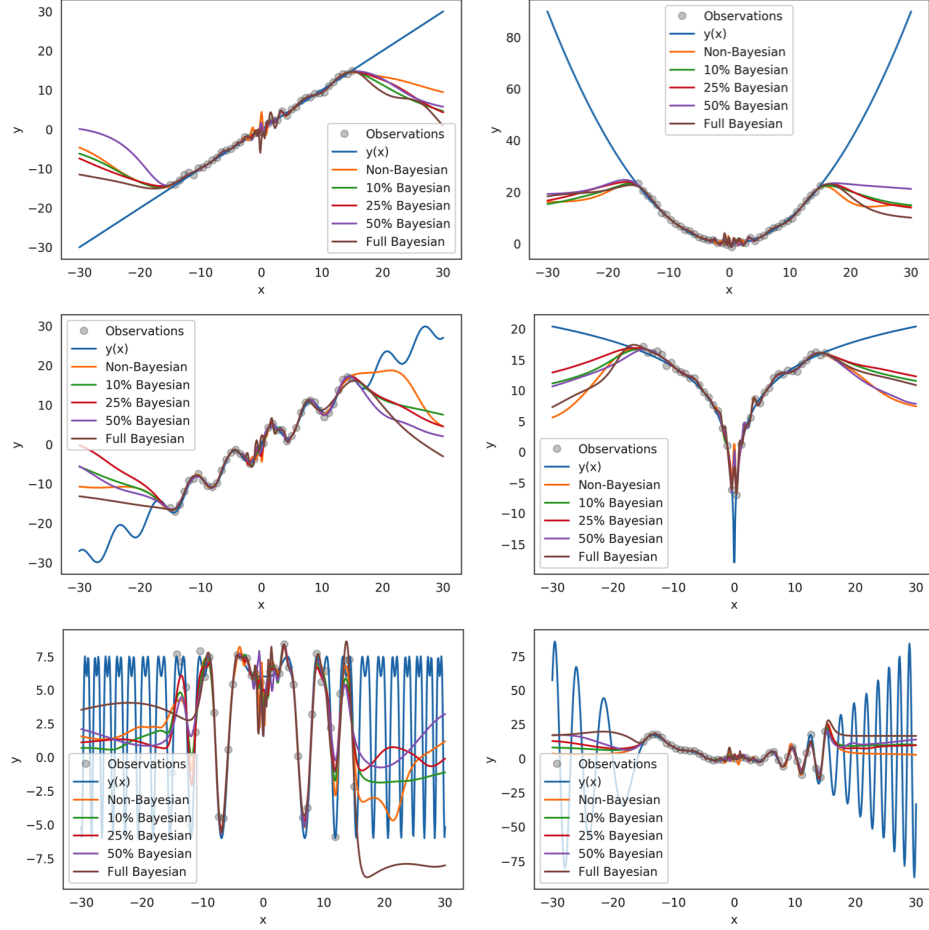 30
20
10
0
−10
−20
−30
y
−30 −20 −10 0 10 20 30
x
Observations
y(x)
Non-Bayesian
10% Bayesian
25% Bayesian
50% Bayesian
Full Bayesian
80
60
40
20
0
y
−30 −20 −10 0 10 20 30
x
Observations
y(x)
Non-Bayesian
10% Bayesian
25% Bayesian
50% Bayesian
Full Bayesian
30
20
10
0
−10
−20
−30
y
−30 −20 −10 0 10 20 30
x
Observations
y(x)
Non-Bayesian
10% Bayesian
25% Bayesian
50% Bayesian
Full Bayesian
20
15
10
5
0
−5
−10
−15
y
−30 −20 −10 0 10 20 30
x
Observations
y(x)
Non-Bayesian
10% Bayesian
25% Bayesian
50% Bayesian
Full Bayesian
7.5
5.0
2.5
0.0
−2.5
−5.0
−7.5
y
−30 −20 −10 0 10 20 30
x
Observations
y(x)
Non-Bayesian
10% Bayesian
25% Bayesian
50% Bayesian
Full Bayesian
75
50
25
0
−25
−50
−75
y
−30 −20 −10 0 10 20 30
x
Observations
y(x)
Non-Bayesian
10% Bayesian
25% Bayesian
50% Bayesian
Full Bayesian